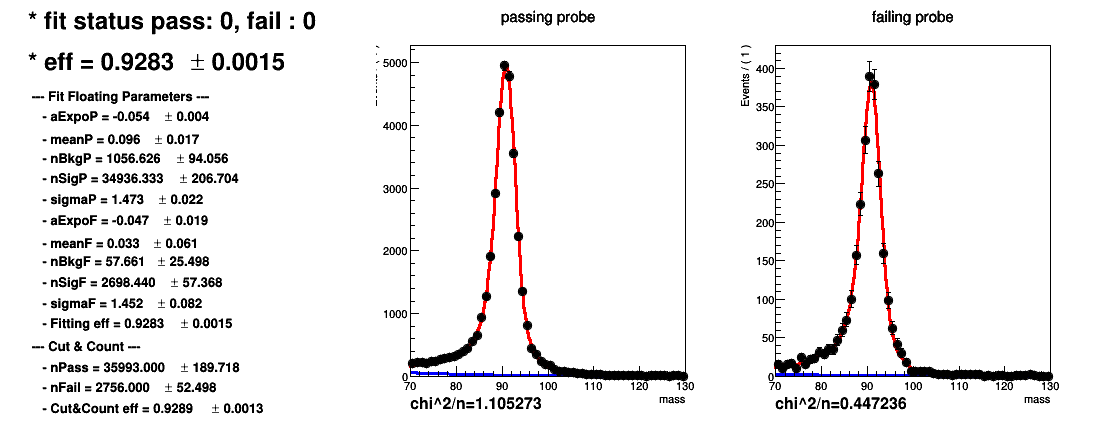 * fit status pass: 0, fail : 0
* eff = 0.9283 ± 0.0015
--- Fit Floating Parameters ---
- aExpoP = -0.054 ± 0.004
- meanP = 0.096 ± 0.017
- nBkgP = 1056.626 ± 94.056
- nSigP = 34936.333 ± 206.704
- sigmaP = 1.473 ± 0.022
- aExpoF = -0.047 ± 0.019
- meanF = 0.033 ± 0.061
- nBkgF = 57.661 ± 25.498
- nSigF = 2698.440 ± 57.368
- sigmaF = 1.452 ± 0.082
- Fitting eff = 0.9283 ± 0.0015
--- Cut & Count ---
- nPass = 35993.000 ± 189.718
- nFail = 2756.000 ± 52.498
- Cut&Count eff = 0.9289 ± 0.0013
passing probe
5000
4000
3000
2000
1000
0
70 80 90 100 110 120 130
mass
chi^2/n=1.105273
failing probe
Events / ( 1 )
400
350
300
250
200
150
100
50
0
70 80 90 100 110 120 130
mass
chi^2/n=0.447236